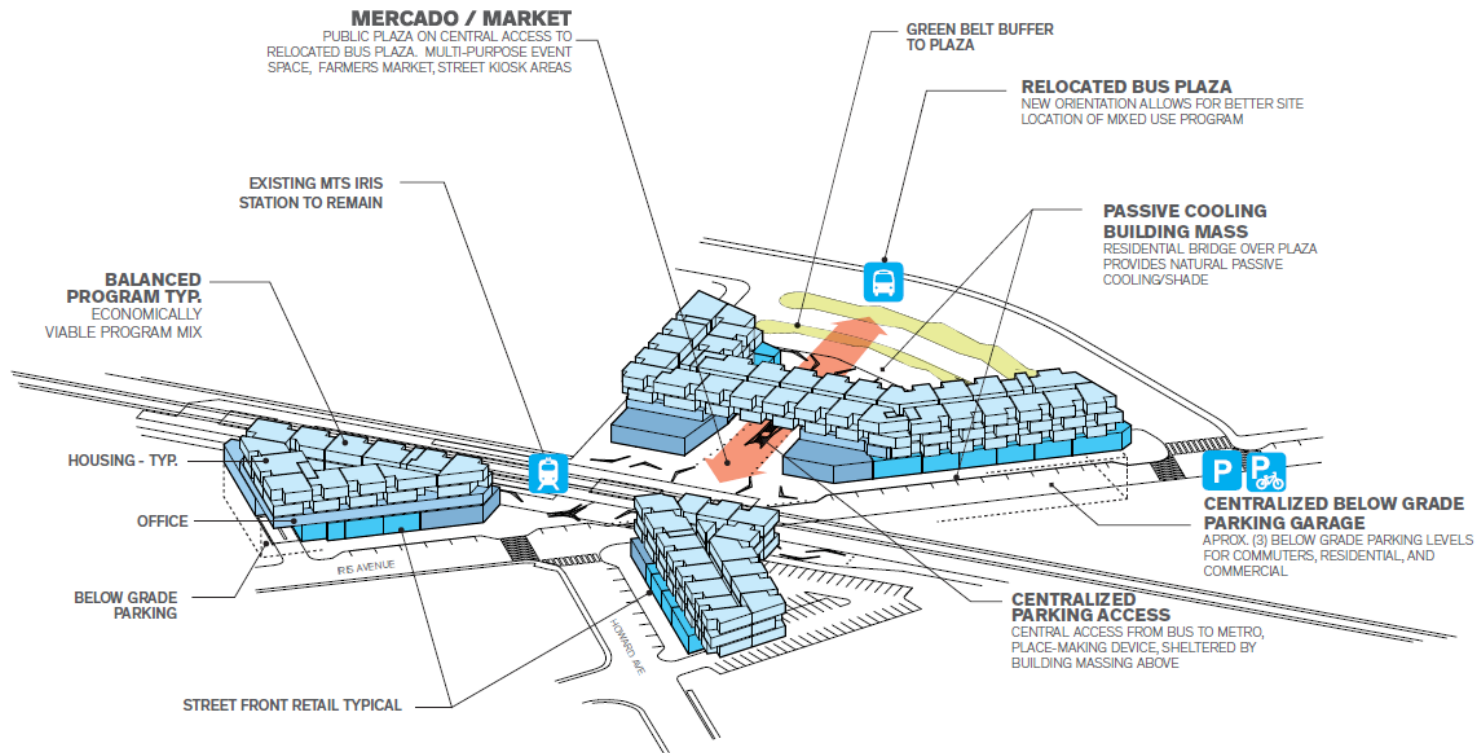 MERCADO / MARKET
PUBLIC PLAZA ON CENTRAL ACCESS TO
RELOCATED BUS PLAZA. MULTI-PURPOSE EVENT
SPACE, FARMERS MARKET, STREET KIOSK AREAS
GREEN BELT BUFFER
TO PLAZA
RELOCATED BUS PLAZA
NEW ORIENTATION ALLOWS FOR BETTER SITE
LOCATION OF MIXED USE PROGRAM
EXISTING MTS IRIS
STATION TO REMAIN
PASSIVE COOLING
BUILDING MASS
RESIDENTIAL BRIDGE OVER PLAZA
PROVIDES NATURAL PASSIVE
COOLING/SHADE
BALANCED
PROGRAM TYP.
ECONOMICALLY
VIABLE PROGRAM MIX
HOUSING - TYP.
OFFICE
BELOW GRADE
PARKING
IRIS AVENUE
HOWARD AVE
STREET FRONT RETAIL TYPICAL
P
P
CENTRALIZED BELOW GRADE
PARKING GARAGE
APROX. (3) BELOW GRADE PARKING LEVELS
FOR COMMUTERS, RESIDENTIAL, AND
COMMERCIAL
CENTRALIZED
PARKING ACCESS
CENTRAL ACCESS FROM BUS TO METRO,
PLACE-MAKING DEVICE, SHELTERED BY
BUILDING MASSING ABOVE